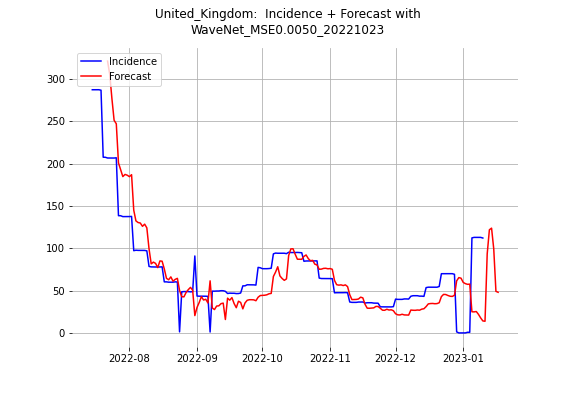 United_Kingdom:  Incidence + Forecast with
WaveNet_MSE0.0050_20221023
Incidence
Forecast
300
250
200
150
100
50
0
2022-08 2022-09 2022-10 2022-11 2022-12 2023-01